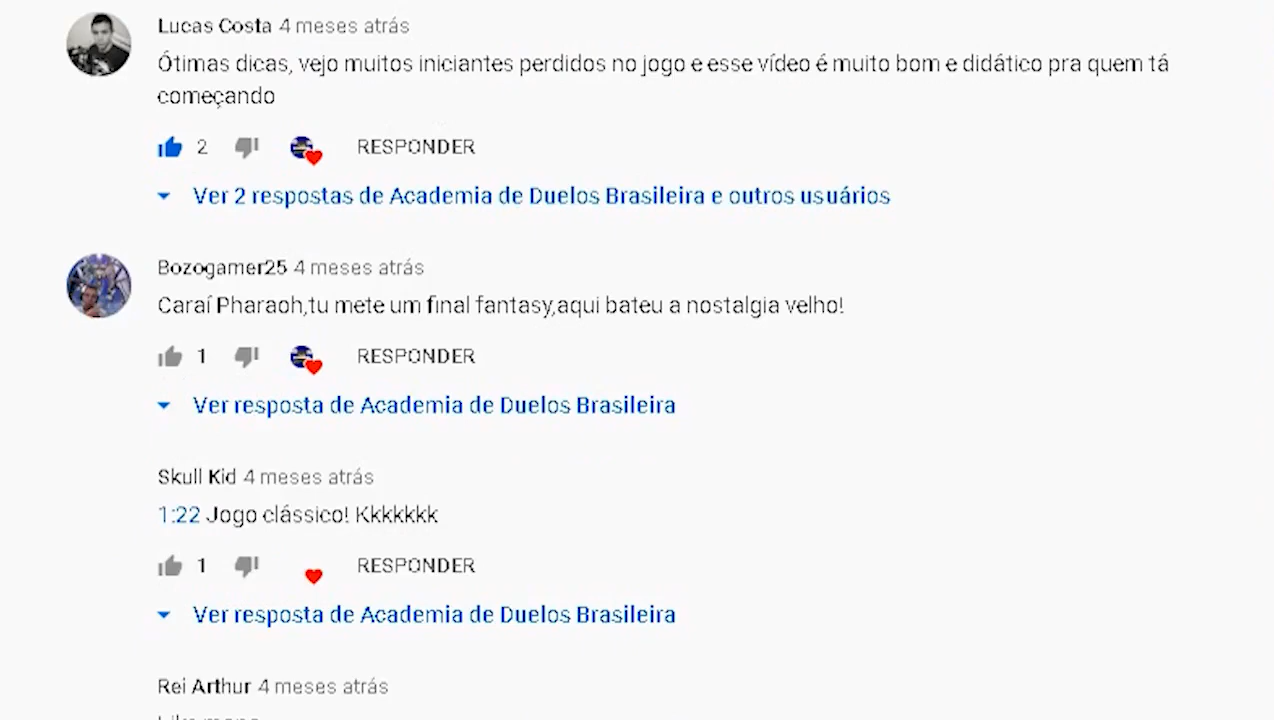 Lucas Costa 4 meses atrás
Ótimas dicas, vejo muitos iniciantes perdidos no jogo e esse vídeo é muito bom e didático pra quem tá
começando
2 RESPONDER
Ver 2 respostas de Academia de Duelos Brasileira e outros usuários
Bozogamer25 4 meses atrás
Caraí Pharaoh,tu mete um final fantasy,aqui bateu a nostalgia velho!
1 RESPONDER
Ver resposta de Academia de Duelos Brasileira
Skull Kid 4 meses atrás
1:22 Jogo clássico! Kkkkkkk
1 RESPONDER
Ver resposta de Academia de Duelos Brasileira
Rei Arthur 4 meses atrás